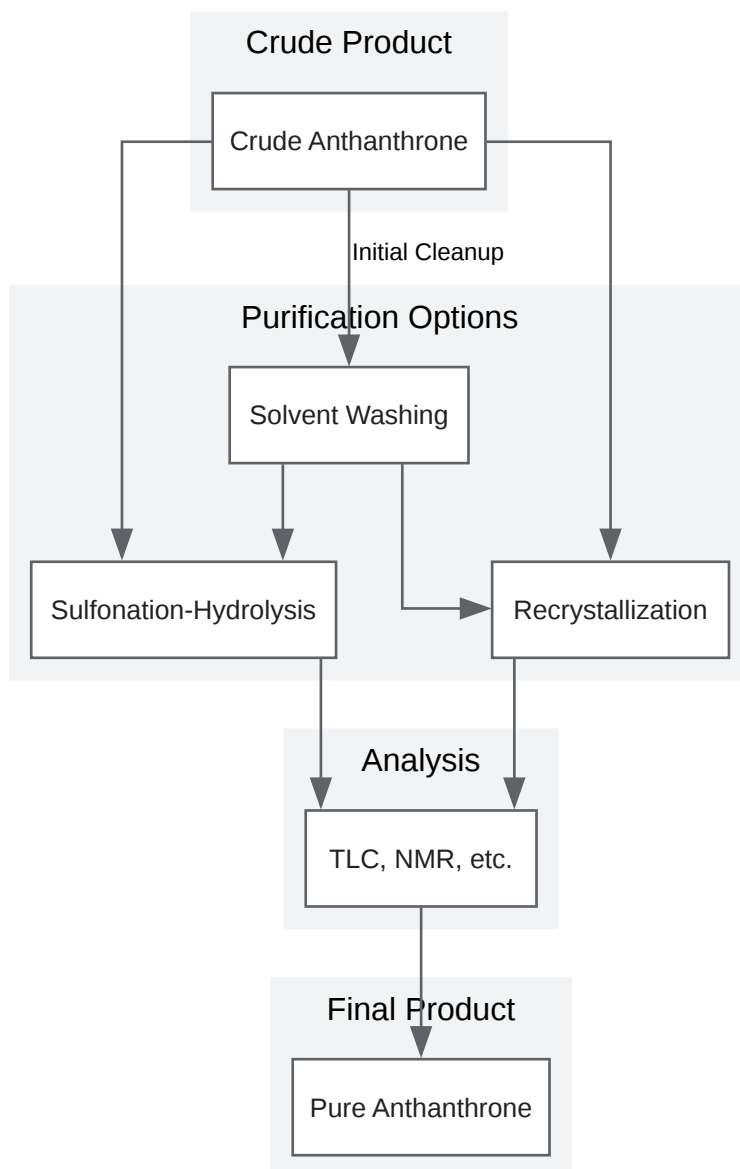 Crude Product
Crude Anthanthrone
Initial Cleanup
Purification Options
Solvent Washing
Sulfonation-Hydrolysis
Recrystallization
Analysis
TLC, NMR, etc.
Final Product
Pure Anthanthrone